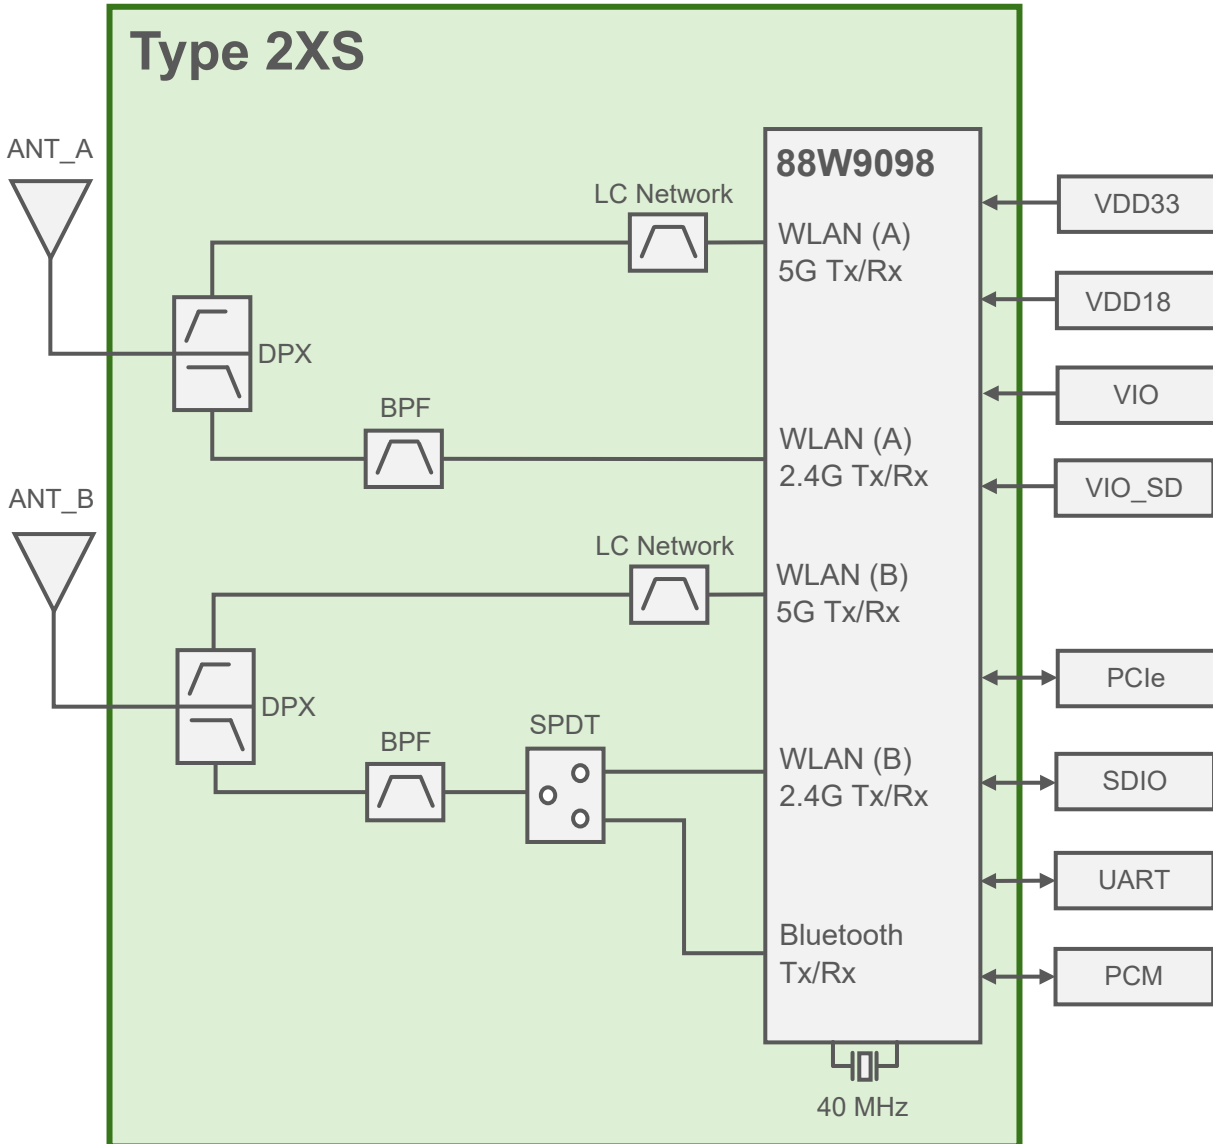 Type 2XS
ANT_A
88W9098
VDD33
LC Network
WLAN (A)
5G Tx/Rx
VDD18
DPX
VIO
BPF
WLAN (A)
2.4G Tx/Rx
VIO_SD
ANT_B
LC Network
WLAN (B)
5G Tx/Rx
PCIe
DPX
SPDT
BPF
WLAN (B)
2.4G Tx/Rx
SDIO
UART
Bluetooth
Tx/Rx
PCM
40 MHz